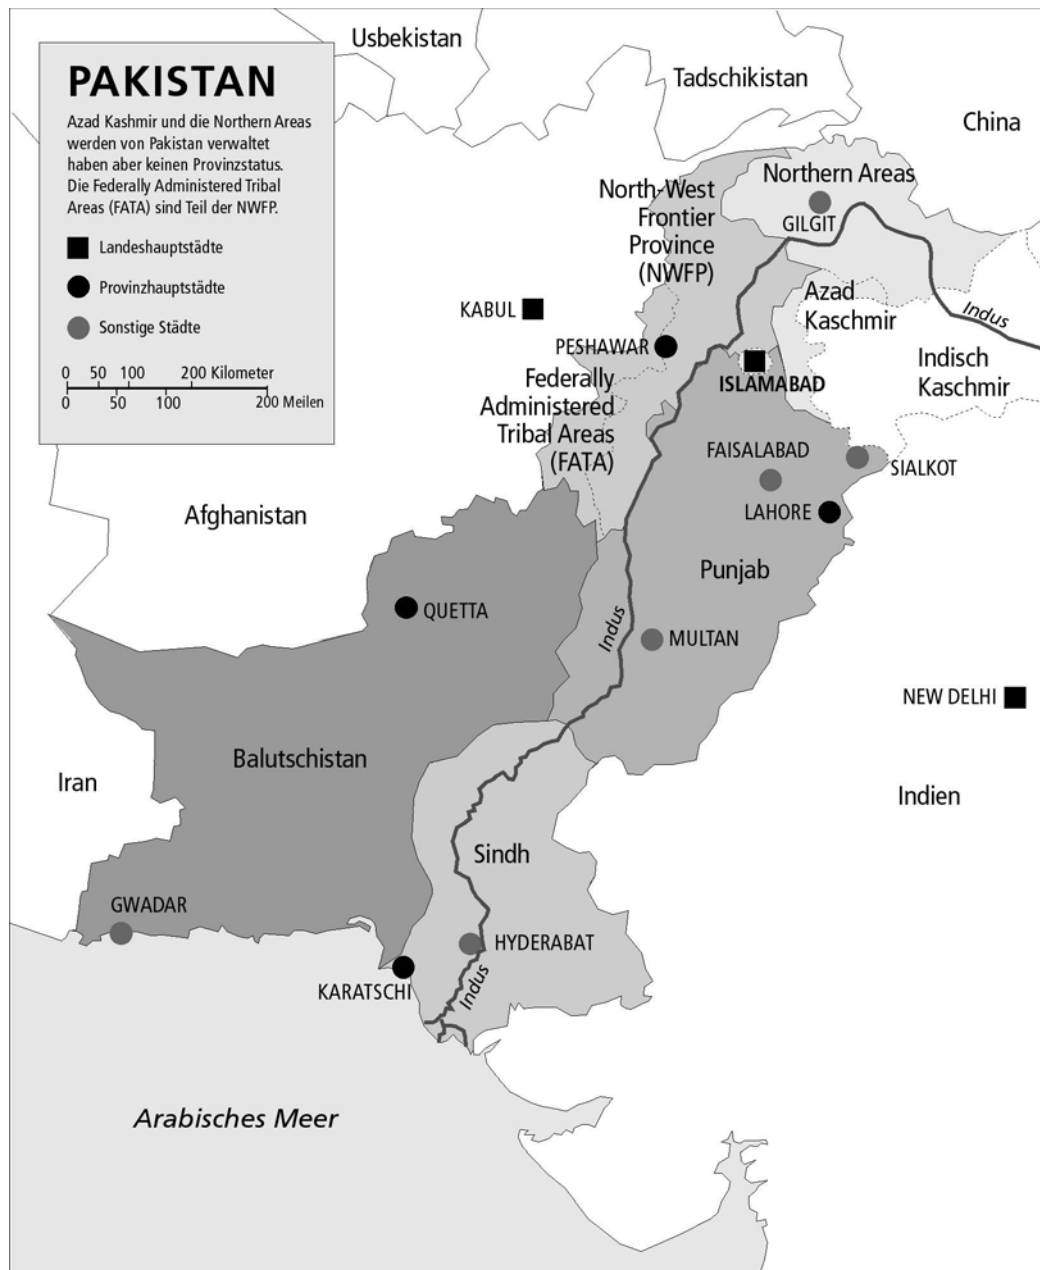 PAKISTAN
Azad Kashmir und die Northern Areas
werden von Pakistan verwaltet
haben aber keinen Provinzstatus.
Die Federally Administered Tribal
Areas (FATA) sind Teil der NWFP.
Landeshauptstädte
Provinzhauptstädte
Sonstige Städte
0 50 100 200 Kilometer
0 50 100 200 Meilen
Usbekistan
Tadschikistan
China
Northern Areas
GILGIT
North-West
Frontier
Province
(NWFP)
Azad
Kaschmir
Indus
Indisch
Kaschmir
KABUL
PESHAWAR
ISLAMABAD
Federally
Administered
Tribal Areas
(FATA)
FAISALABAD
SIALKOT
LAHORE
Afghanistan
Punjab
QUETTA
Indus
MULTAN
NEW DELHI
Balutschistan
Iran
Indien
Sindh
GWADAR
HYDERABAT
KARATSCHI
Indus
Arabisches Meer